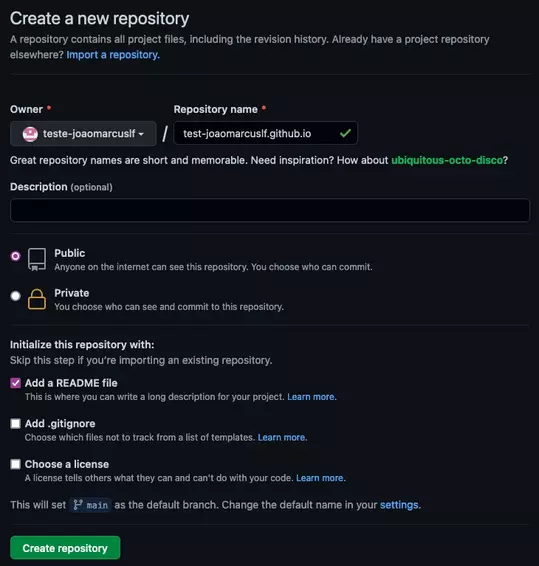 Create a new repository
A repository contains all project files, including the revision history. Already have a project repository
elsewhere? Import a repository.
Owner * Repository name *
teste-joaomarcuslf / test-joaomarcuslf.github.io
Great repository names are short and memorable. Need inspiration? How about ubiquitous-octo-disco?
Description (optional)
Public
Anyone on the internet can see this repository. You choose who can commit.
Private
You choose who can see and commit to this repository.
Initialize this repository with:
Skip this step if you're importing an existing repository.
Add a README file
This is where you can write a long description for your project. Learn more.
Add .gitignore
Choose which files not to track from a list of templates. Learn more.
Choose a license
A license tells others what they can and can't do with your code. Learn more.
This will set main as the default branch. Change the default name in your settings.
Create repository